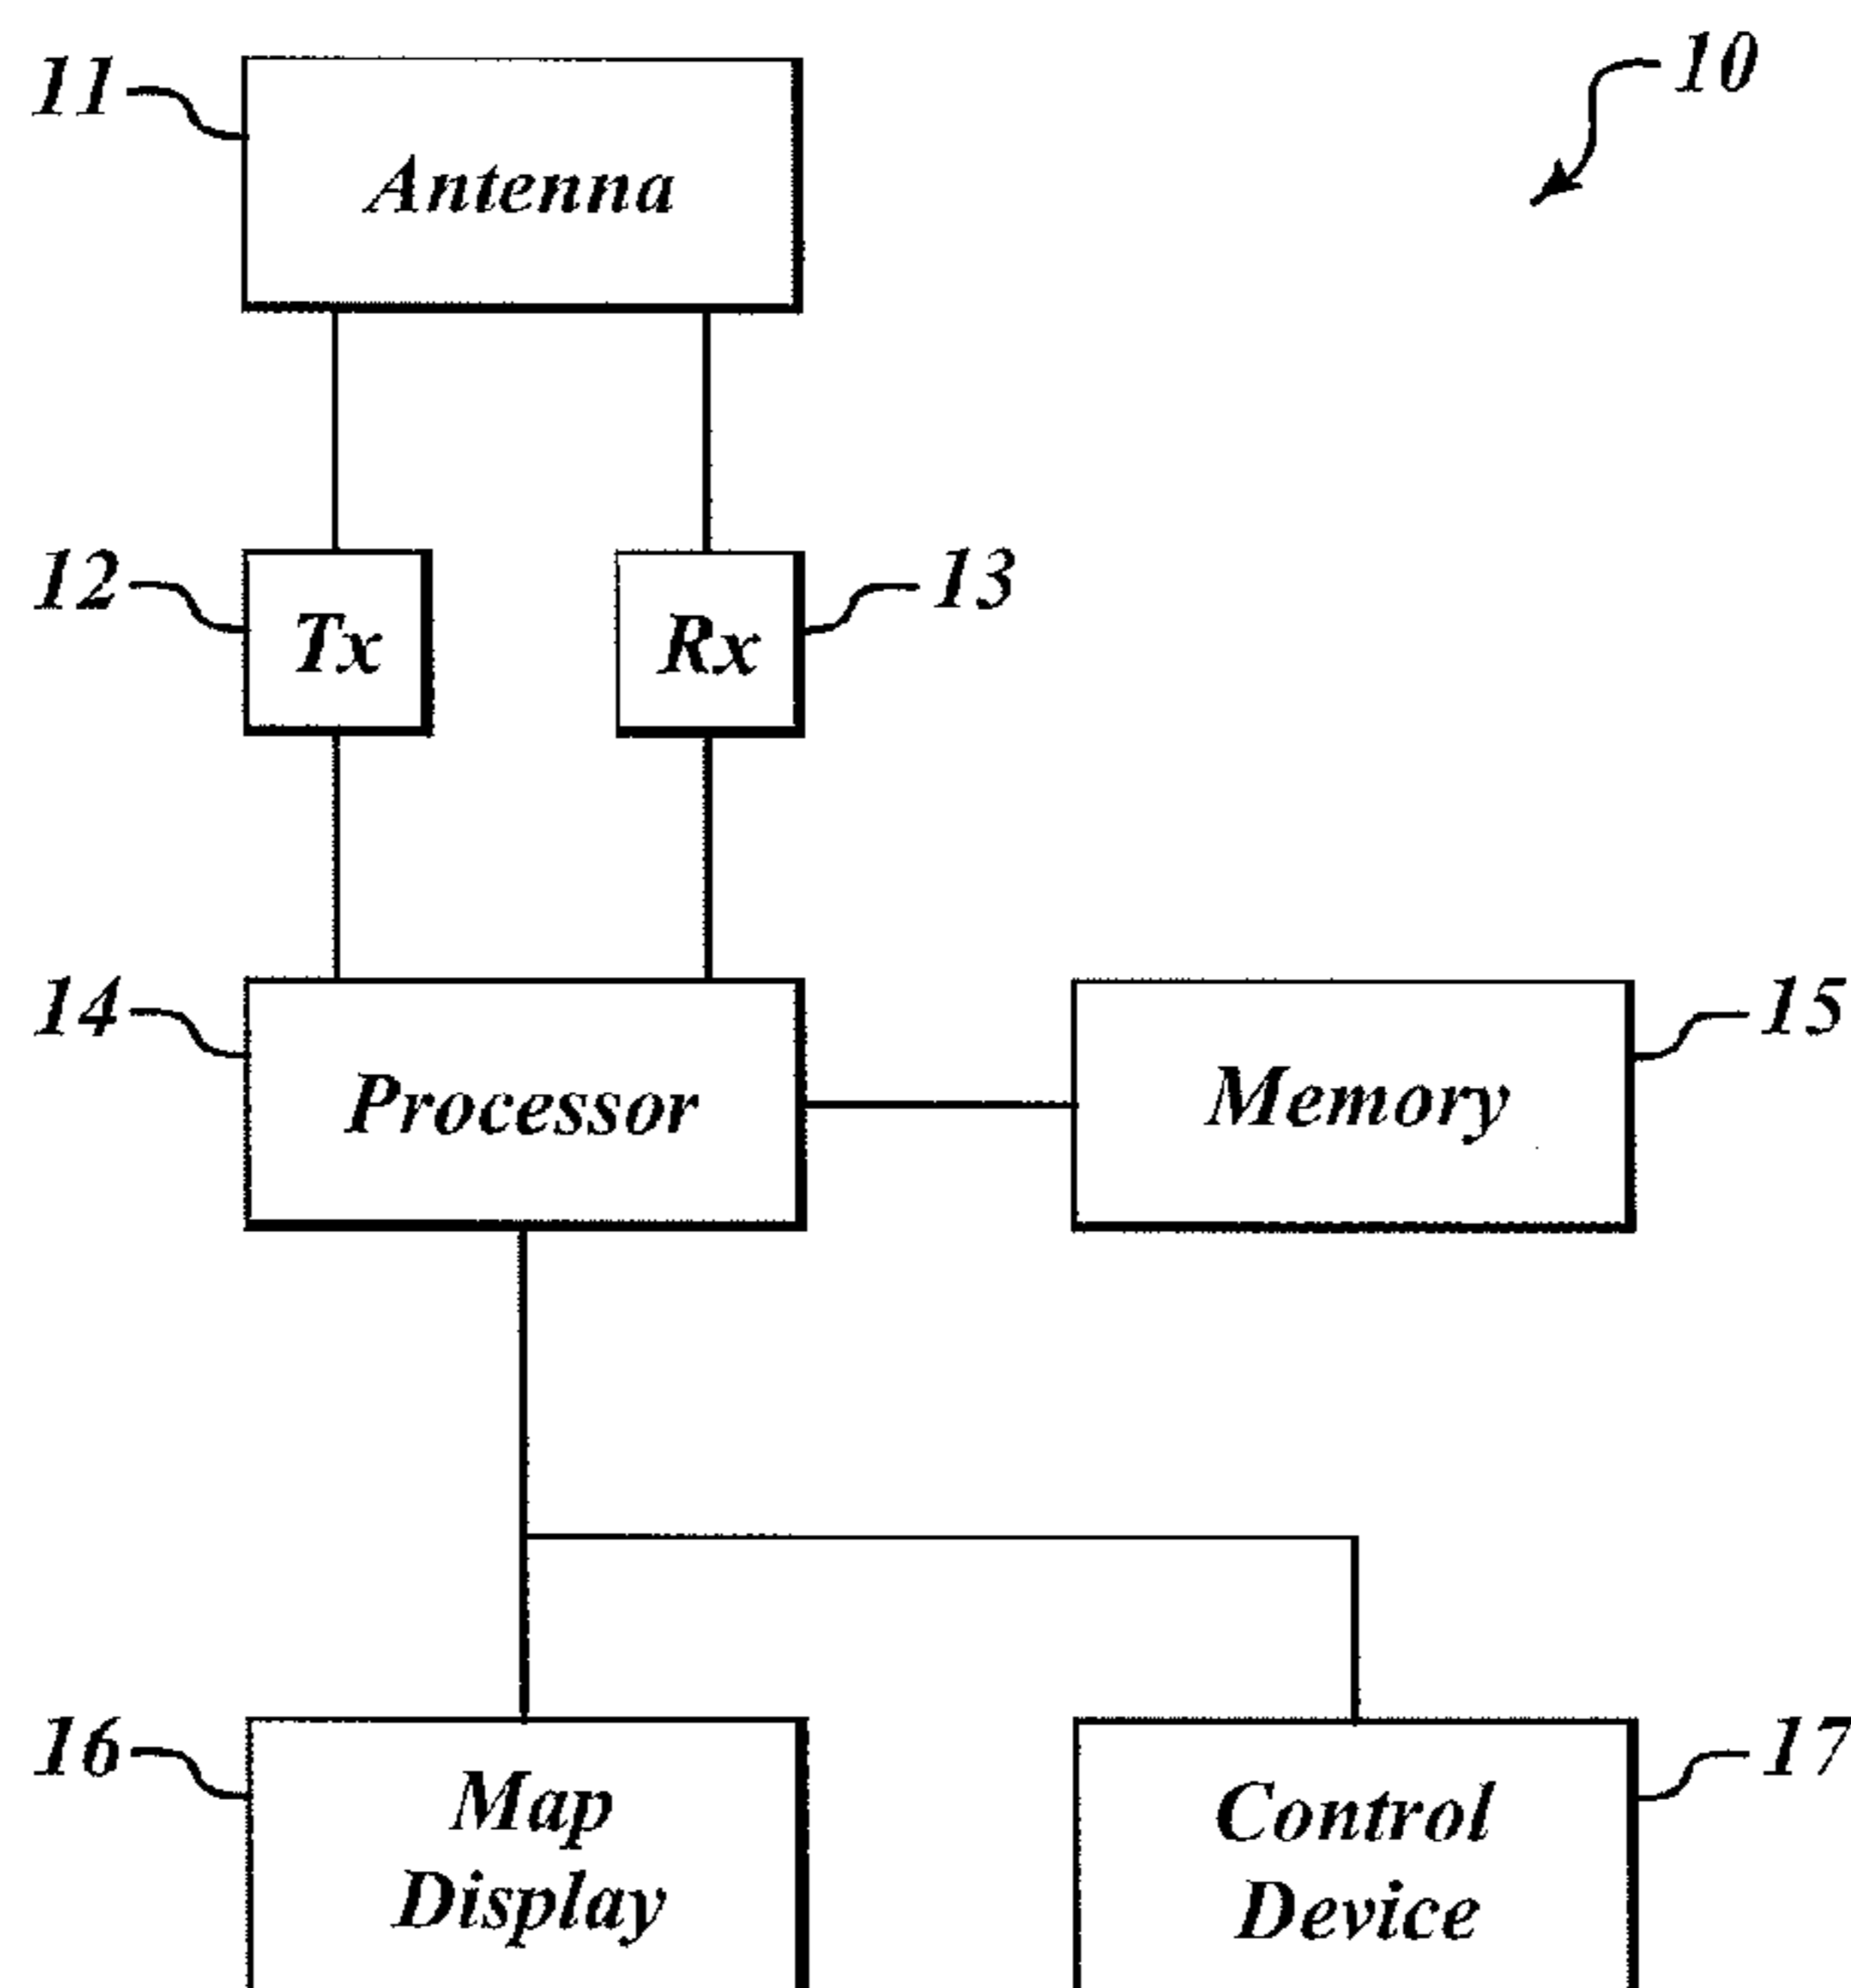 11
Antenna
10
12
Tx
Rx
13
14
Processor
Memory
15
16
Map
Display
Control
Device
17